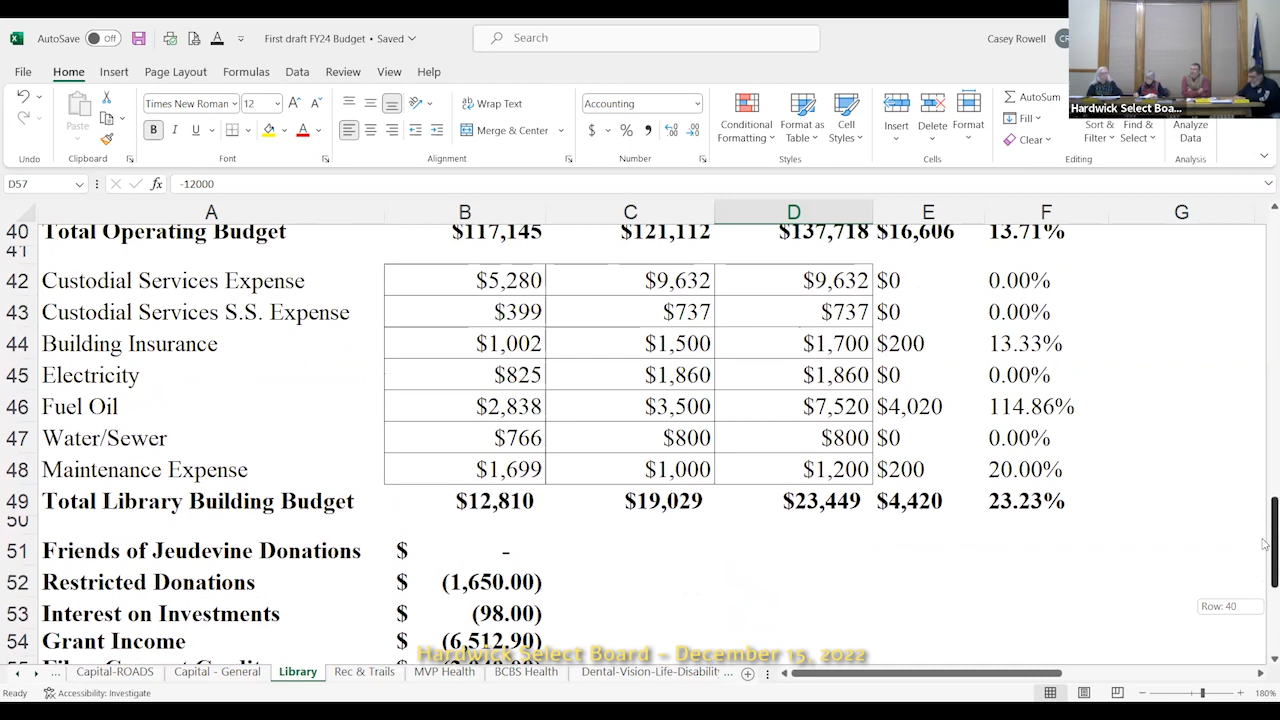 AutoSave Off First draft FY24 Budget • Saved Search Casey Rowell CR
File Home Insert Page Layout Formulas Data Review View Help
Hardwick Select Boa...
Paste Times New Roman 12 Wrap Text Accounting Conditional Formatting Format as Table Cell Styles Insert Delete Format AutoSum
Merge & Center Fill Clear Sort & Filter Find & Select Analyze Data
Undo Clipboard Font Alignment Number Styles Cells Editing Analysis
D57 fx -12000
A B C D E F G
40 Total Operating Budget $117,145 $121,112 $137,718 $16,606 13.71%
41
42 Custodial Services Expense $5,280 $9,632 $9,632 $0 0.00%
43 Custodial Services S.S. Expense $399 $737 $737 $0 0.00%
44 Building Insurance $1,002 $1,500 $1,700 $200 13.33%
45 Electricity $825 $1,860 $1,860 $0 0.00%
46 Fuel Oil $2,838 $3,500 $7,520 $4,020 114.86%
47 Water/Sewer $766 $800 $800 $0 0.00%
48 Maintenance Expense $1,699 $1,000 $1,200 $200 20.00%
49 Total Library Building Budget $12,810 $19,029 $23,449 $4,420 23.23%
50
51 Friends of Jeudevine Donations $ -
52 Restricted Donations $ (1,650.00)
53 Interest on Investments $ (98.00)
Row: 40
54 Grant Income $ (6,512.90)
Hardwick Select Board – December 15, 2022
... Capital-ROADS Capital - General Library Rec & Trails MVP Health BCBS Health Dental-Vision-Life-Disability ...
Ready Accessibility: Investigate 180%